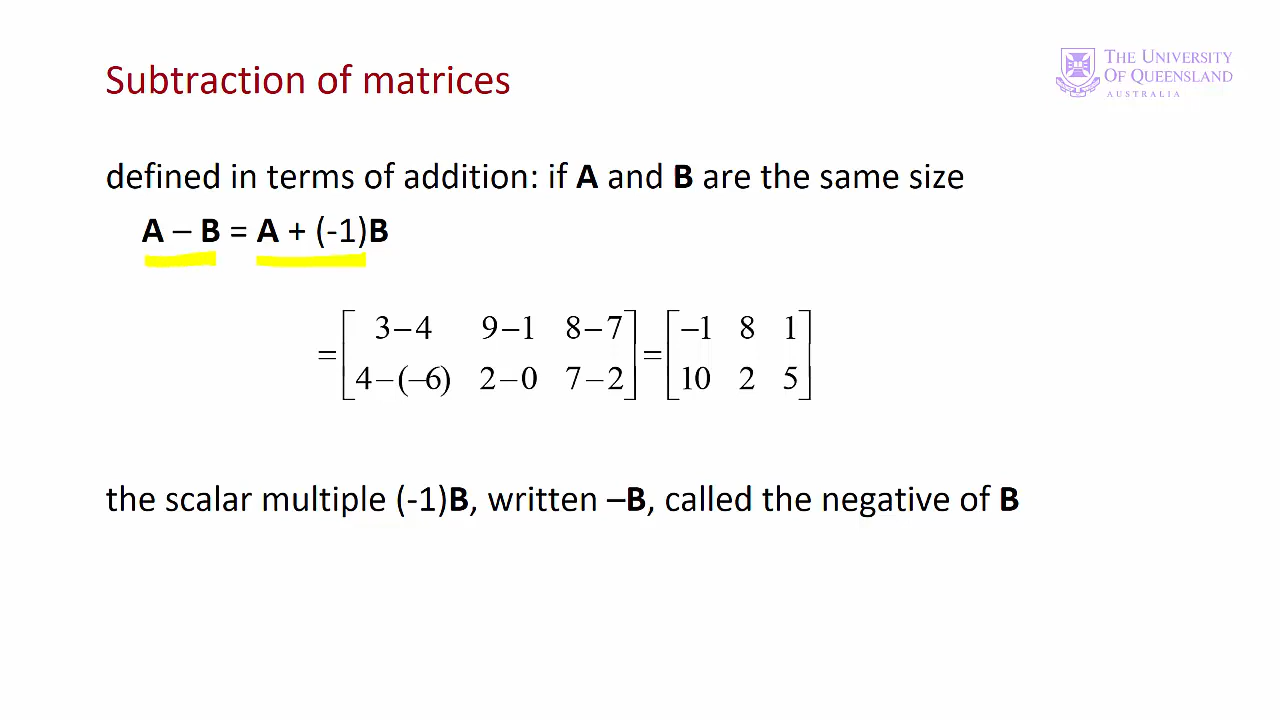 Subtraction of matrices
THE UNIVERSITY
OF QUEENSLAND
AUSTRALIA
defined in terms of addition: if A and B are the same size
A – B = A + (-1)B
= [ 3−4 9−1 8−7 ] = [ −1 8 1 ]
[ 4−(−6) 2−0 7−2 ] [ 10 2 5 ]
the scalar multiple (-1)B, written –B, called the negative of B